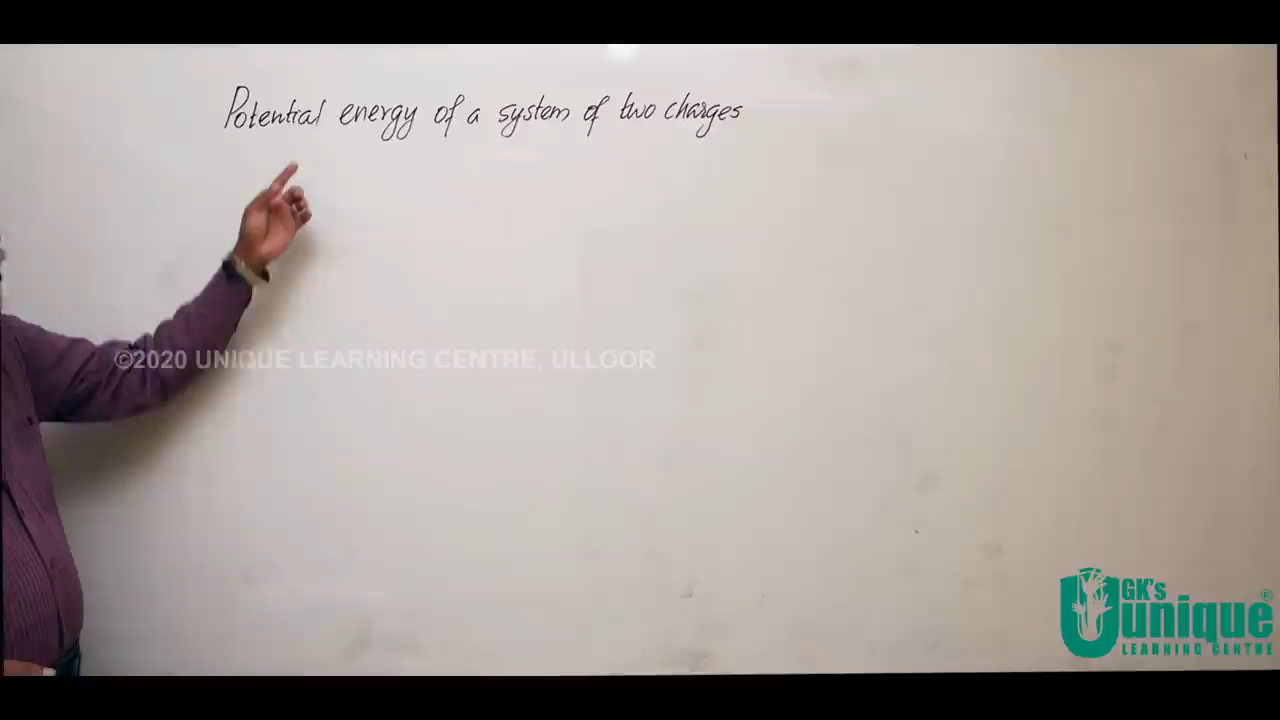 Potential energy of a system of two charges
©2020 UNIQUE LEARNING CENTRE, ULLOOR
GK's
unique®
LEARNING CENTRE